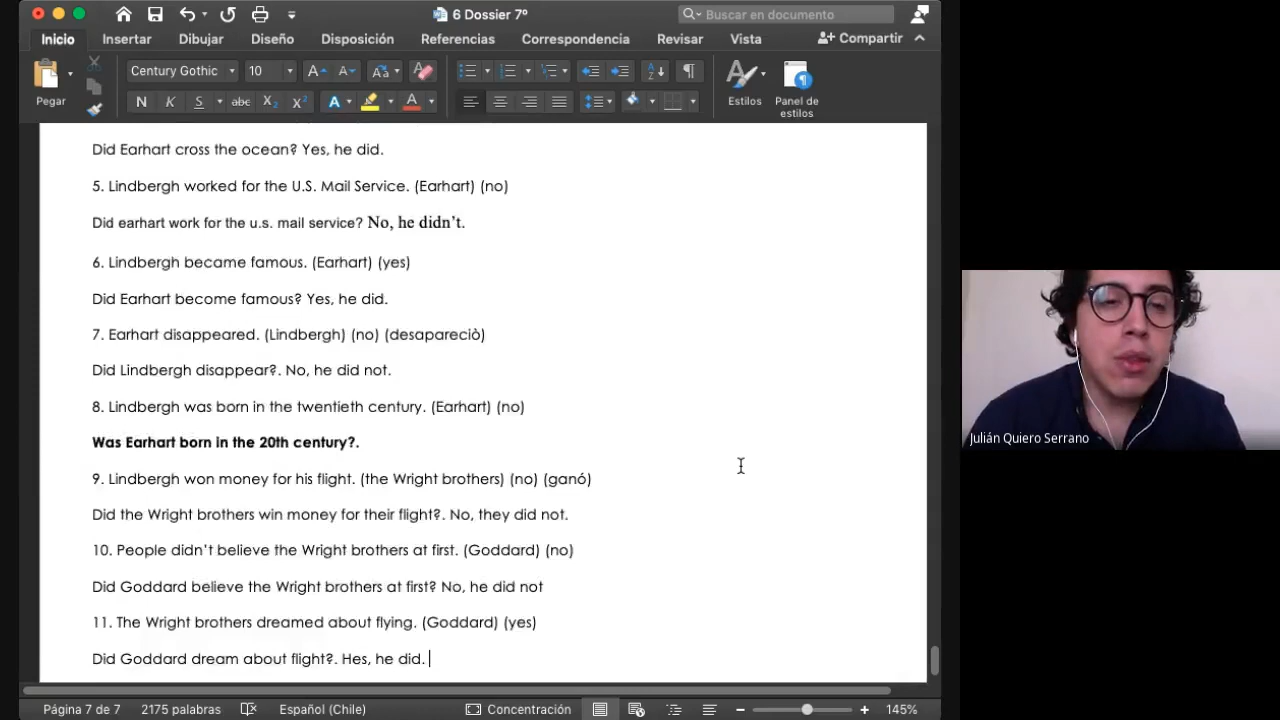 6 Dossier 7º
Buscar en documento
Inicio Insertar Dibujar Diseño Disposición Referencias Correspondencia Revisar Vista Compartir
Pegar Century Gothic 10 Estilos Panel de estilos
N K S abc X₂ X² A A
Did Earhart cross the ocean? Yes, he did.
5. Lindbergh worked for the U.S. Mail Service. (Earhart) (no)
Did earhart work for the u.s. mail service? No, he didn’t.
6. Lindbergh became famous. (Earhart) (yes)
Did Earhart become famous? Yes, he did.
7. Earhart disappeared. (Lindbergh) (no) (desapareciò)
Did Lindbergh disappear?. No, he did not.
8. Lindbergh was born in the twentieth century. (Earhart) (no)
Was Earhart born in the 20th century?.
9. Lindbergh won money for his flight. (the Wright brothers) (no) (ganó)
Did the Wright brothers win money for their flight?. No, they did not.
10. People didn’t believe the Wright brothers at first. (Goddard) (no)
Did Goddard believe the Wright brothers at first? No, he did not
11. The Wright brothers dreamed about flying. (Goddard) (yes)
Did Goddard dream about flight?. Hes, he did.
Página 7 de 7 2175 palabras Español (Chile) Concentración 145%
Julián Quiero Serrano